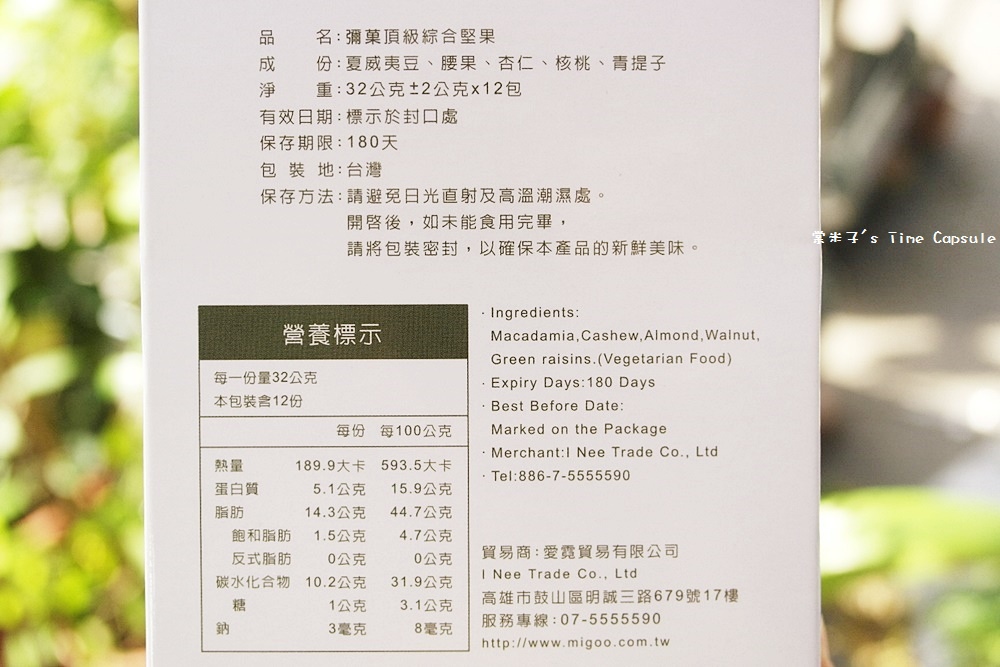 品　　名:彌菓頂級綜合堅果
成　　份:夏威夷豆、腰果、杏仁、核桃、青提子
淨　　重:32公克±2公克x12包
有效日期:標示於封口處
保存期限:180天
包 裝 地:台灣
保存方法:請避免日光直射及高溫潮濕處。
開啓後，如未能食用完畢，
請將包裝密封，以確保本產品的新鮮美味。
米子's Time Capsule
營養標示
每一份量32公克
本包裝含12份
每份 每100公克
熱量 189.9大卡 593.5大卡
蛋白質 5.1公克 15.9公克
脂肪 14.3公克 44.7公克
飽和脂肪 1.5公克 4.7公克
反式脂肪 0公克 0公克
碳水化合物 10.2公克 31.9公克
糖 1公克 3.1公克
鈉 3毫克 8毫克
· Ingredients:
Macadamia,Cashew,Almond,Walnut,
Green raisins.(Vegetarian Food)
· Expiry Days:180 Days
· Best Before Date:
Marked on the Package
· Merchant:I Nee Trade Co., Ltd
· Tel:886-7-5555590
貿易商:愛霓貿易有限公司
I Nee Trade Co., Ltd
高雄市鼓山區明誠三路679號17樓
服務專線:07-5555590
http://www.migoo.com.tw